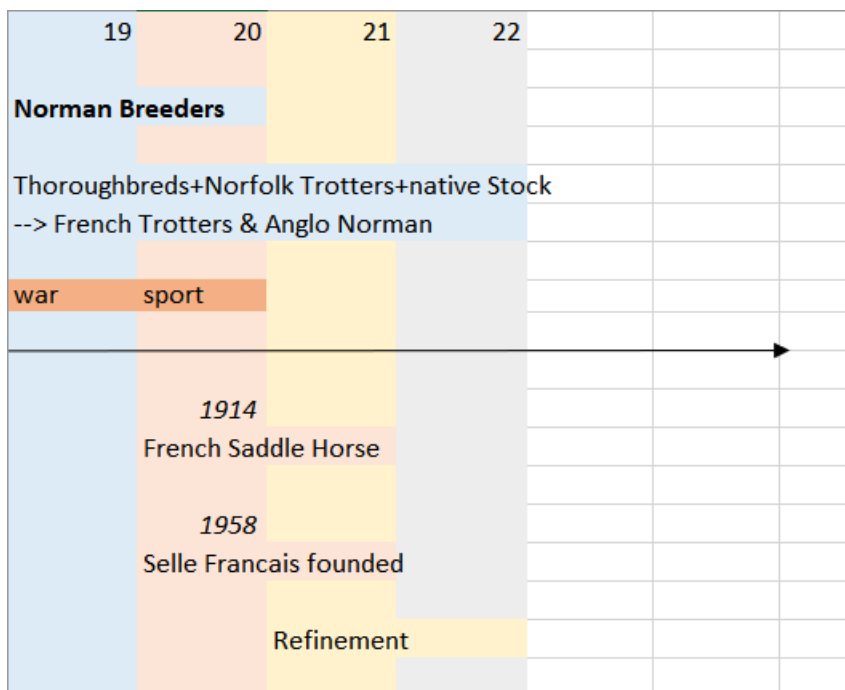 19 20 21 22
Norman Breeders
Thoroughbreds+Norfolk Trotters+native Stock
--> French Trotters & Anglo Norman
war sport
1914
French Saddle Horse
1958
Selle Francais founded
Refinement